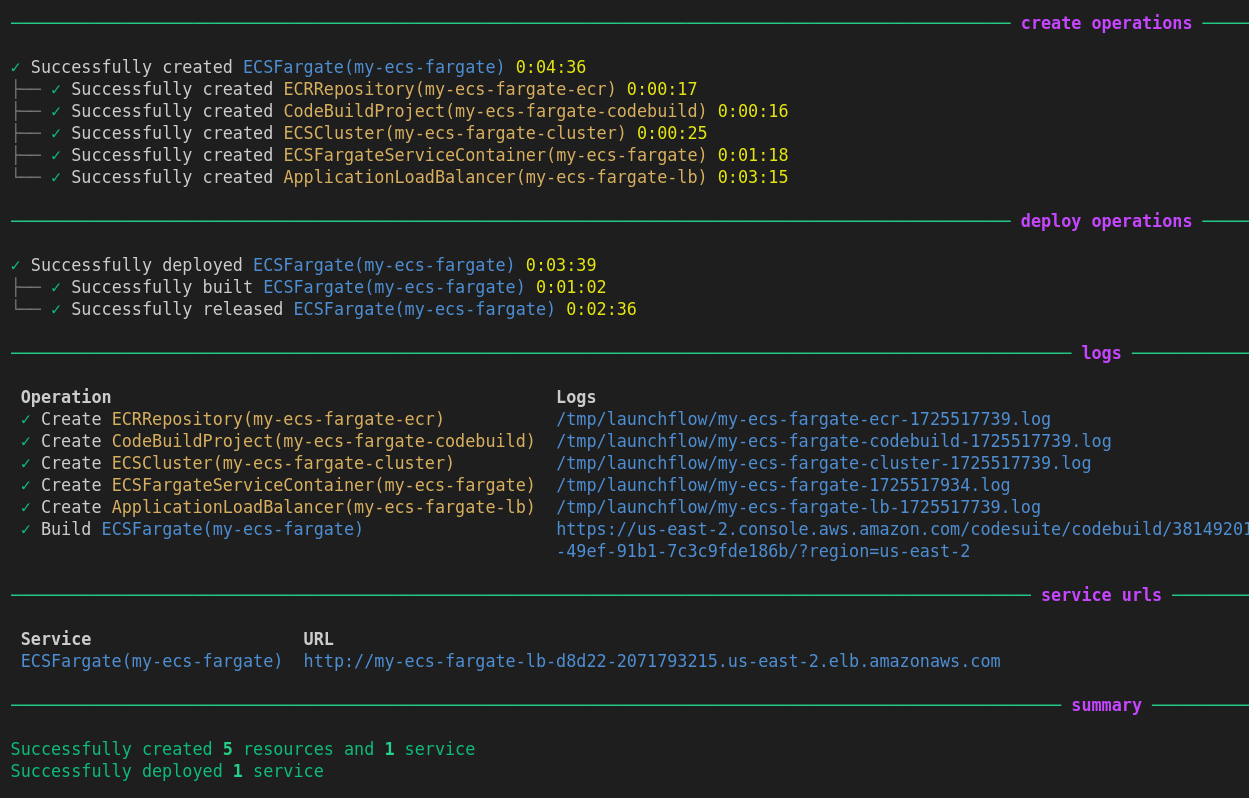 create operations
✓ Successfully created ECSFargate(my-ecs-fargate) 0:04:36
├── ✓ Successfully created ECRRepository(my-ecs-fargate-ecr) 0:00:17
├── ✓ Successfully created CodeBuildProject(my-ecs-fargate-codebuild) 0:00:16
├── ✓ Successfully created ECSCluster(my-ecs-fargate-cluster) 0:00:25
├── ✓ Successfully created ECSFargateServiceContainer(my-ecs-fargate) 0:01:18
└── ✓ Successfully created ApplicationLoadBalancer(my-ecs-fargate-lb) 0:03:15
deploy operations
✓ Successfully deployed ECSFargate(my-ecs-fargate) 0:03:39
├── ✓ Successfully built ECSFargate(my-ecs-fargate) 0:01:02
└── ✓ Successfully released ECSFargate(my-ecs-fargate) 0:02:36
logs
Operation Logs
✓ Create ECRRepository(my-ecs-fargate-ecr) /tmp/launchflow/my-ecs-fargate-ecr-1725517739.log
✓ Create CodeBuildProject(my-ecs-fargate-codebuild) /tmp/launchflow/my-ecs-fargate-codebuild-1725517739.log
✓ Create ECSCluster(my-ecs-fargate-cluster) /tmp/launchflow/my-ecs-fargate-cluster-1725517739.log
✓ Create ECSFargateServiceContainer(my-ecs-fargate) /tmp/launchflow/my-ecs-fargate-1725517934.log
✓ Create ApplicationLoadBalancer(my-ecs-fargate-lb) /tmp/launchflow/my-ecs-fargate-lb-1725517739.log
✓ Build ECSFargate(my-ecs-fargate) https://us-east-2.console.aws.amazon.com/codesuite/codebuild/38149201
-49ef-91b1-7c3c9fde186b/?region=us-east-2
service urls
Service URL
ECSFargate(my-ecs-fargate) http://my-ecs-fargate-lb-d8d22-2071793215.us-east-2.elb.amazonaws.com
summary
Successfully created 5 resources and 1 service
Successfully deployed 1 service